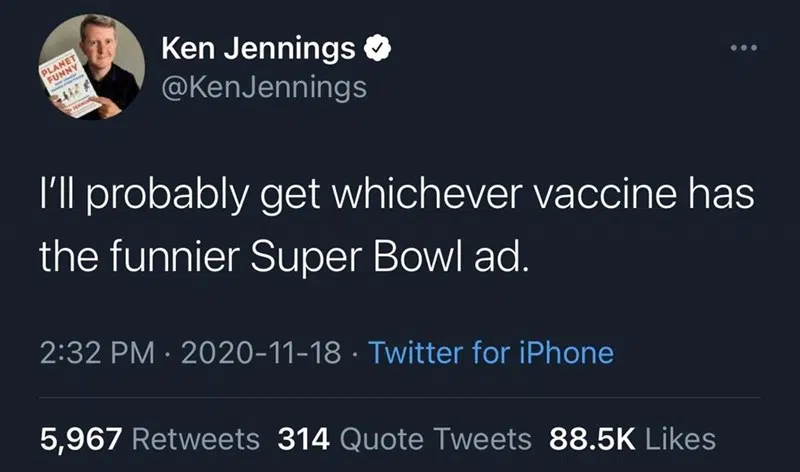 Ken Jennings
@KenJennings
PLANET
FUNNY
I'll probably get whichever vaccine has
the funnier Super Bowl ad.
2:32 PM · 2020-11-18 · Twitter for iPhone
5,967 Retweets 314 Quote Tweets 88.5K Likes